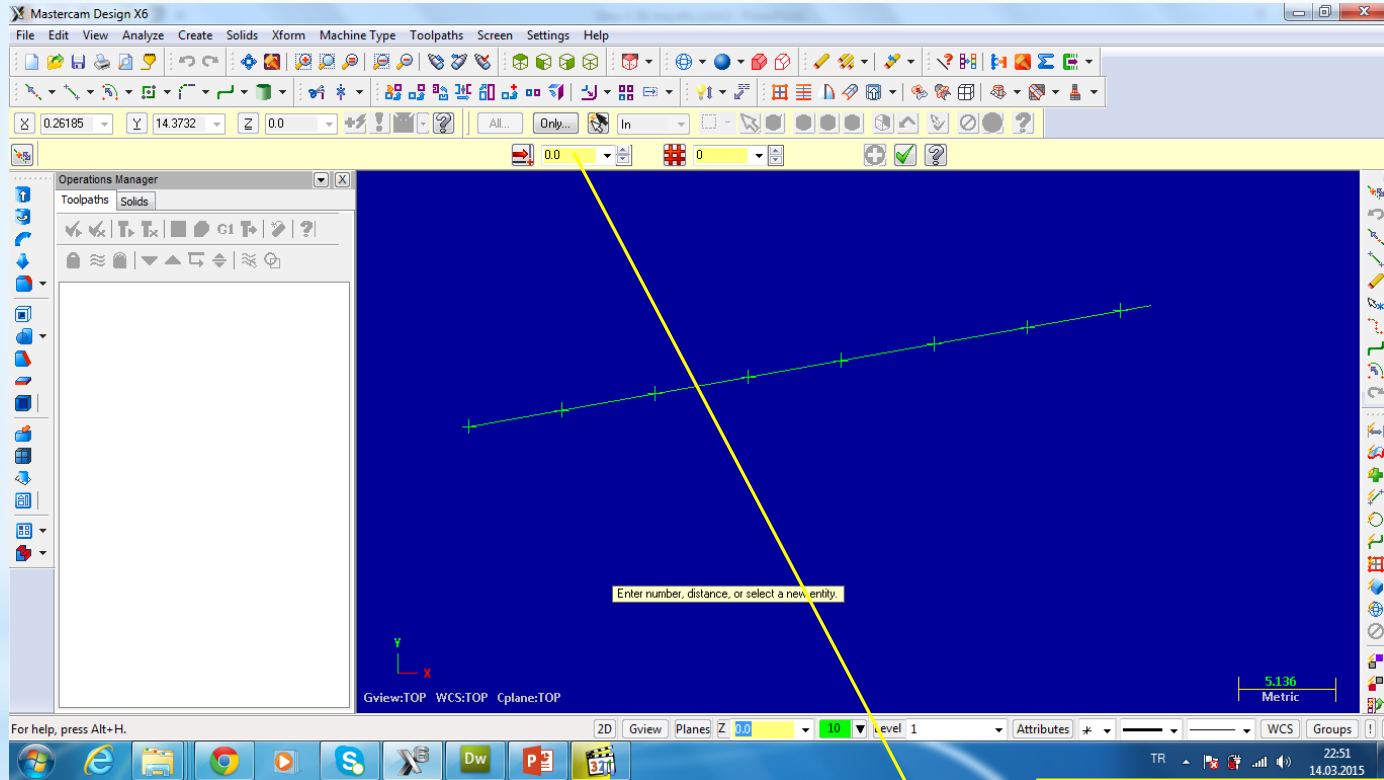 Mastercam Design X6
File Edit View Analyze Create Solids Xform Machine Type Toolpaths Screen Settings Help
X 0.26185 Y 14.3732 Z 0.0 All... Only... In
0.0 0
Operations Manager
Toolpaths Solids
G1
Enter number, distance, or select a new entity.
Y
X
Gview:TOP WCS:TOP Cplane:TOP
5.136
Metric
For help, press Alt+H.
2D Gview Planes Z 0.0 10 Level 1 Attributes WCS Groups
Dw
321
TR
22:51
14.03.2015